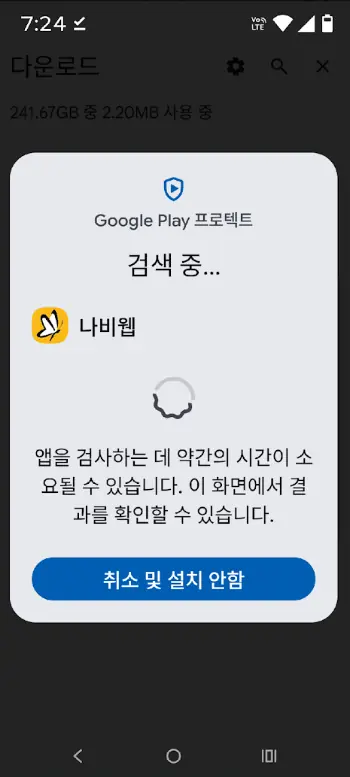 7:24
Vo LTE
다운로드
241.67GB 중 2.20MB 사용 중
Google Play 프로텍트
검색 중...
나비웹
앱을 검사하는 데 약간의 시간이 소
요될 수 있습니다. 이 화면에서 결
과를 확인할 수 있습니다.
취소 및 설치 안함